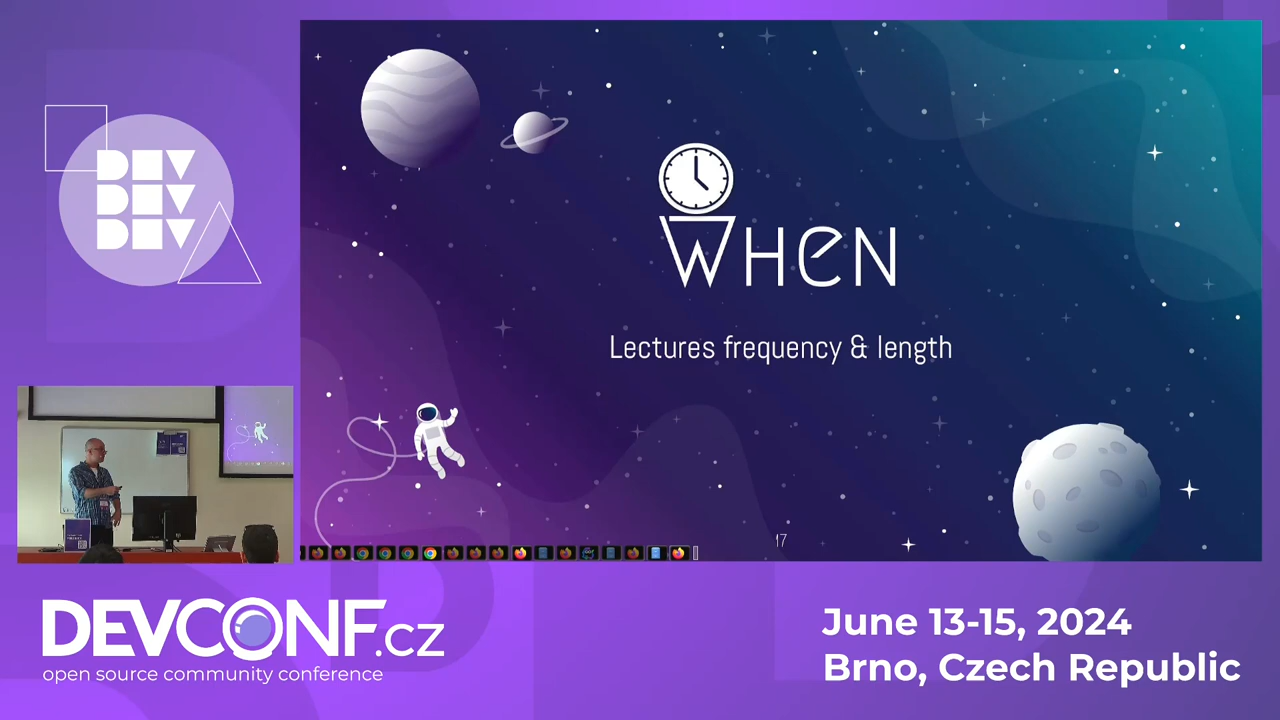 DEV
DEV
DEV
WHeN
Lectures frequency & length
17
DEVCONF.cz
open source community conference
June 13-15, 2024
Brno, Czech Republic